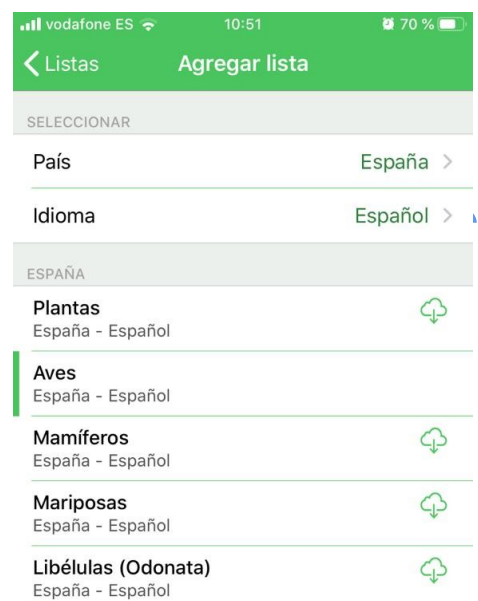 vodafone ES 10:51 70 %
Listas Agregar lista
SELECCIONAR
País España
Idioma Español
ESPAÑA
Plantas
España - Español
Aves
España - Español
Mamíferos
España - Español
Mariposas
España - Español
Libélulas (Odonata)
España - Español